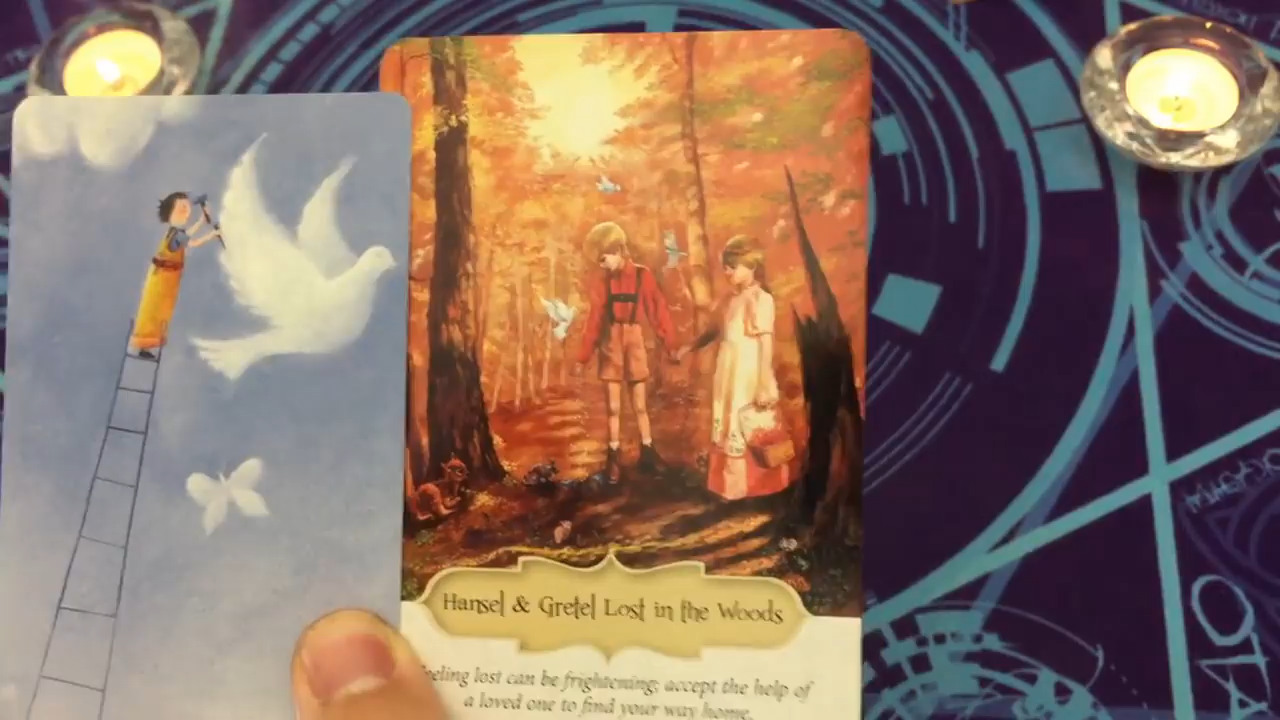 Hansel & Gretel Lost in the Woods
feeling lost can be frightening; accept the help of
a loved one to find your way home.